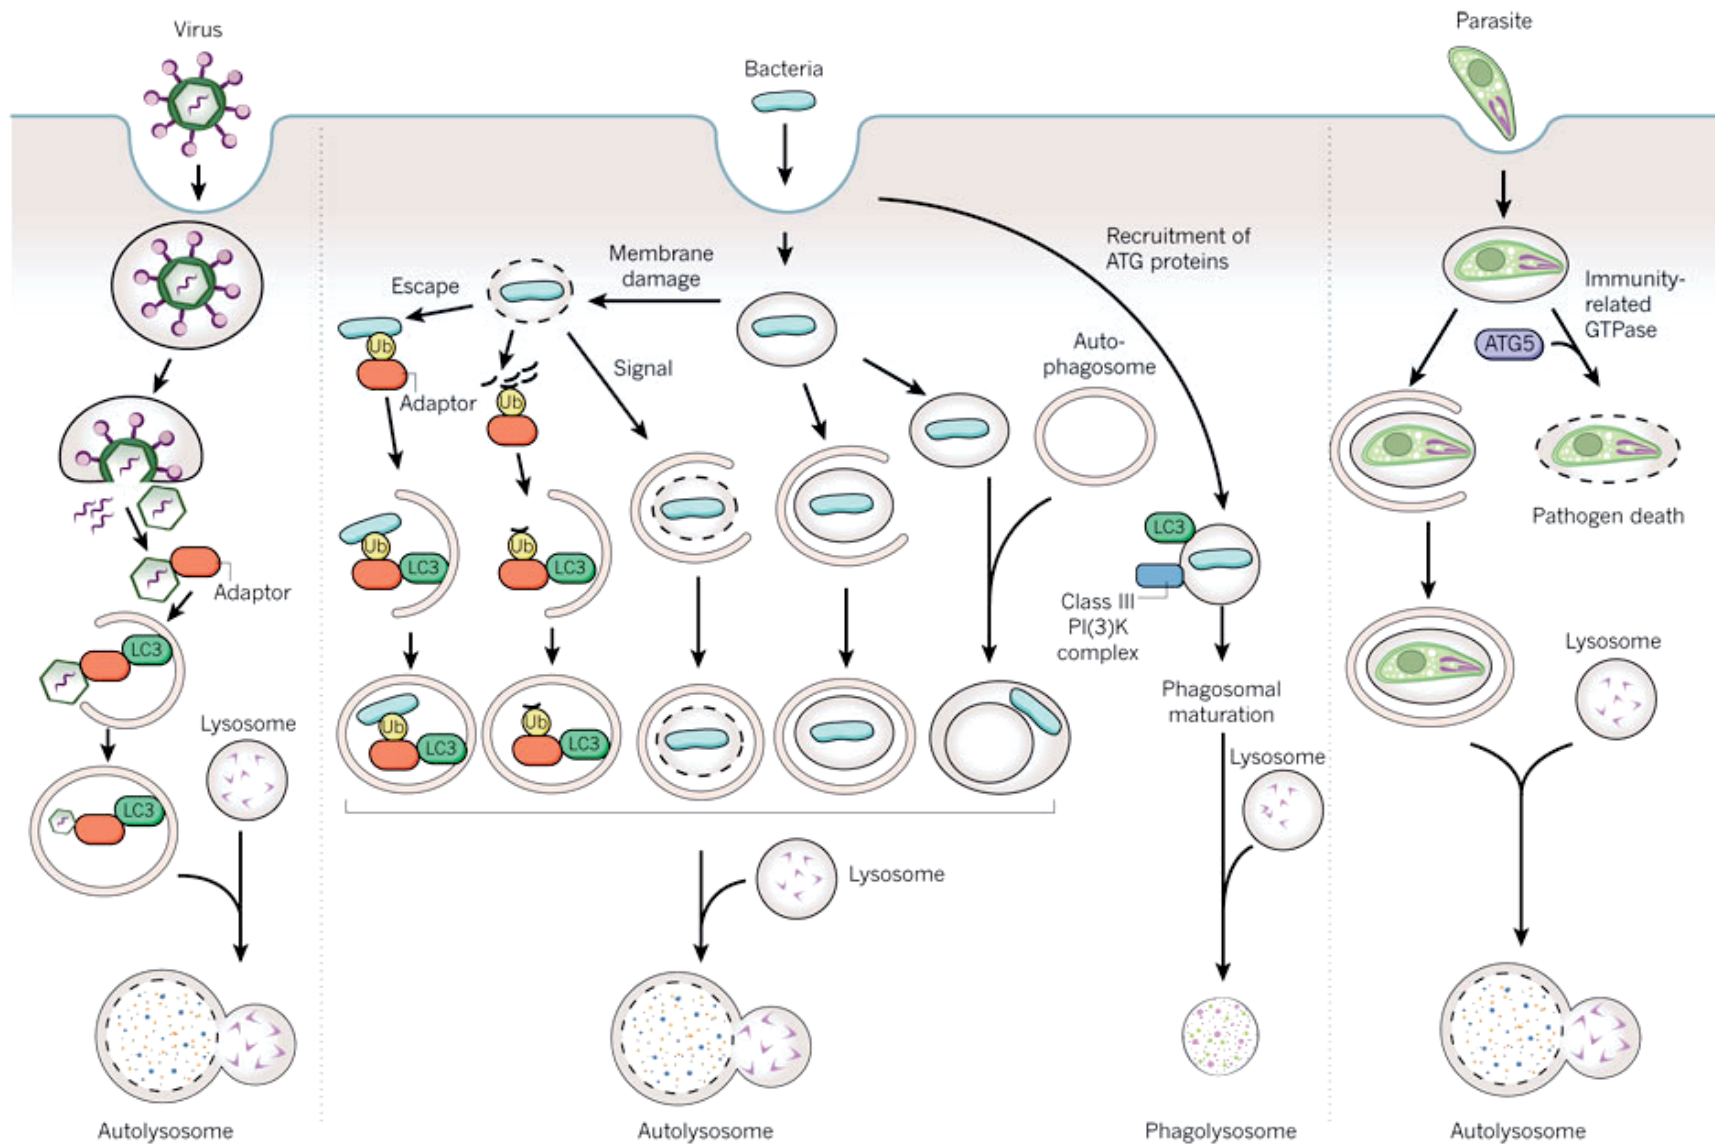 Virus
Bacteria
Parasite
Recruitment of
ATG proteins
Membrane
damage
Escape
Immunity-
related
GTPase
Ub
Signal
Auto-
phagosome
ATG5
Adaptor
Ub
Pathogen death
LC3
Ub
LC3
Ub
LC3
Adaptor
Class III
PI(3)K
complex
LC3
Lysosome
Phagosomal
maturation
Lysosome
Ub
LC3
Ub
LC3
Lysosome
LC3
Lysosome
Autolysosome
Autolysosome
Phagolysosome
Autolysosome